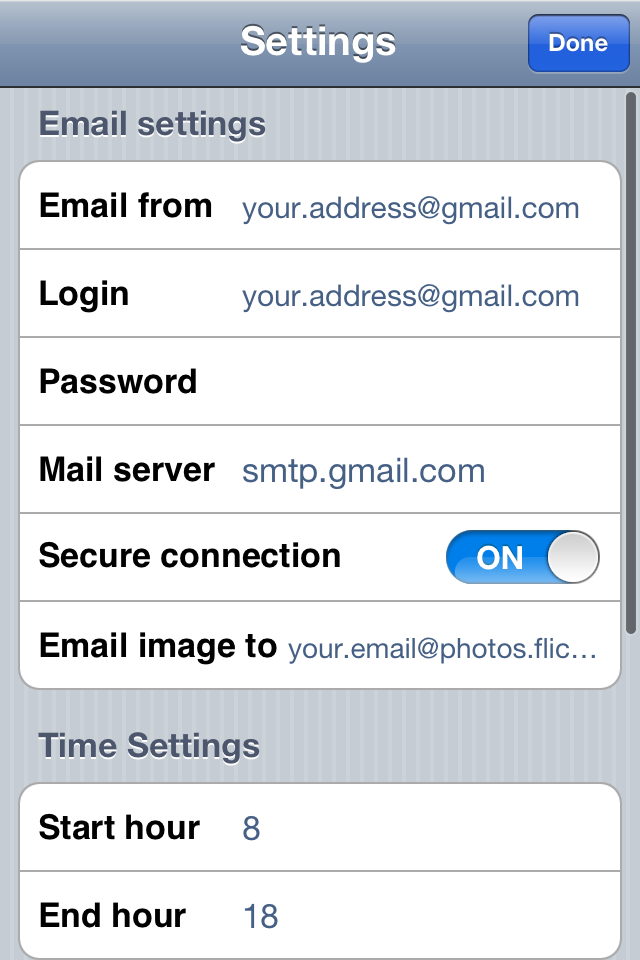 Settings
Done
Email settings
Email from your.address@gmail.com
Login your.address@gmail.com
Password
Mail server smtp.gmail.com
Secure connection ON
Email image to your.email@photos.flic...
Time Settings
Start hour 8
End hour 18